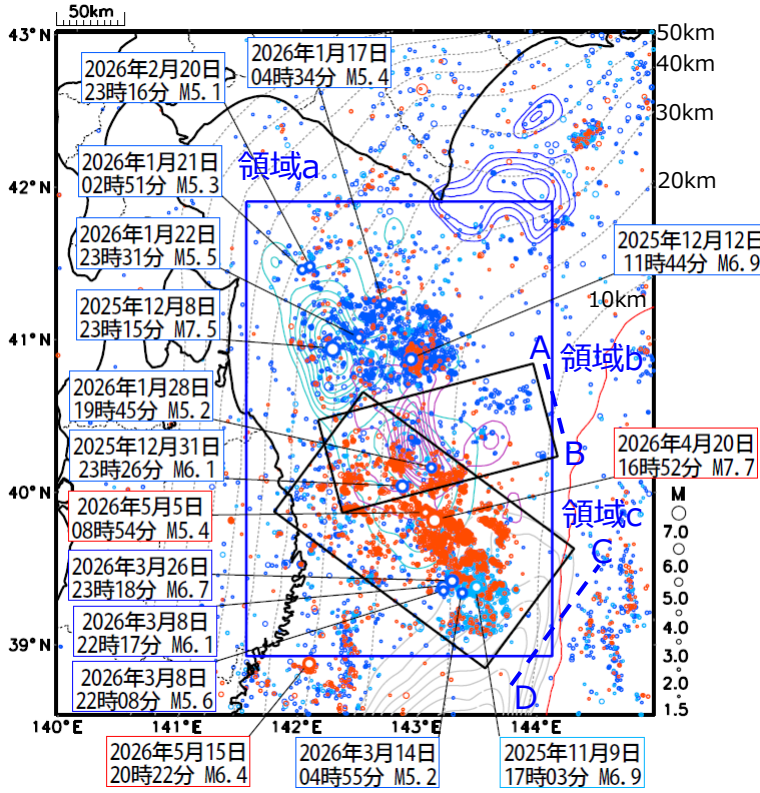 50km
43°N
50km
40km
30km
20km
10km
2026年2月20日
23時16分 M5.1
2026年1月17日
04時34分 M5.4
2026年1月21日
02時51分 M5.3
領域a
42°N
2026年1月22日
23時31分 M5.5
2025年12月12日
11時44分 M6.9
2025年12月8日
23時15分 M7.5
41°N
A
領域b
2026年1月28日
19時45分 M5.2
2025年12月31日
23時26分 M6.1
B
2026年4月20日
16時52分 M7.7
40°N
2026年5月5日
08時54分 M5.4
領域c
C
2026年3月26日
23時18分 M6.7
2026年3月8日
22時17分 M6.1
2026年3月8日
22時08分 M5.6
39°N
D
M
7.0
6.0
5.0
4.0
3.0
2.0
1.5
140°E
141°E
142°E
143°E
144°E
2026年5月15日
20時22分 M6.4
2026年3月14日
04時55分 M5.2
2025年11月9日
17時03分 M6.9